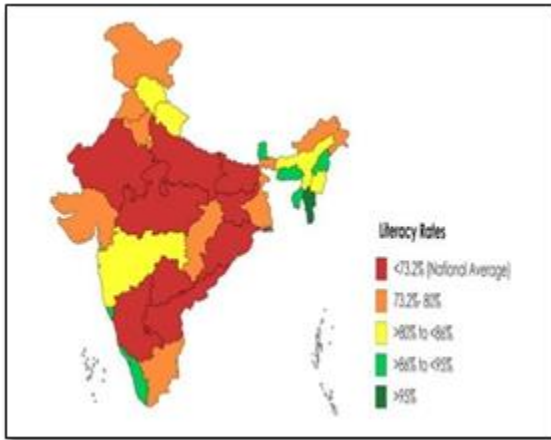 Literacy Rates
<73.2% (National Average)
73.2%- 80%
>80% to <86%
>86% to <95%
>95%